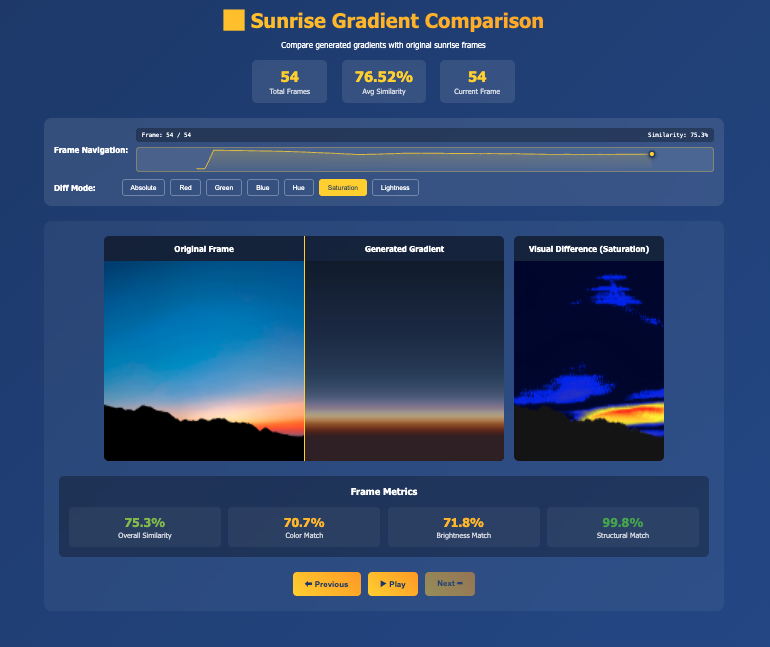 Sunrise Gradient Comparison
Compare generated gradients with original sunrise frames
54 76.52% 54
Total Frames Avg Similarity Current Frame
Frame: 54 / 54 Similarity: 75.3%
Frame Navigation:
Diff Mode: Absolute Red Green Blue Hue Saturation Lightness
Original Frame Generated Gradient Visual Difference (Saturation)
Frame Metrics
75.3% 70.7% 71.8% 99.8%
Overall Similarity Color Match Brightness Match Structural Match
⬅ Previous ▶ Play Next ➡